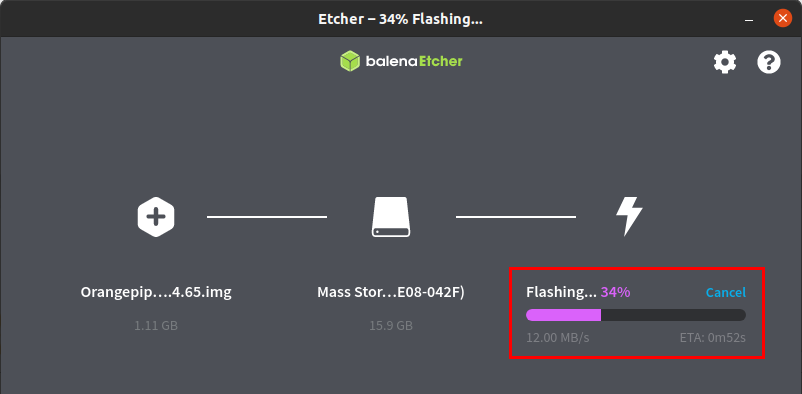 Etcher – 34% Flashing...
balenaEtcher
Orangepip….4.65.img
Mass Stor…E08-042F)
Flashing... 34% Cancel
1.11 GB
15.9 GB
12.00 MB/s ETA: 0m52s